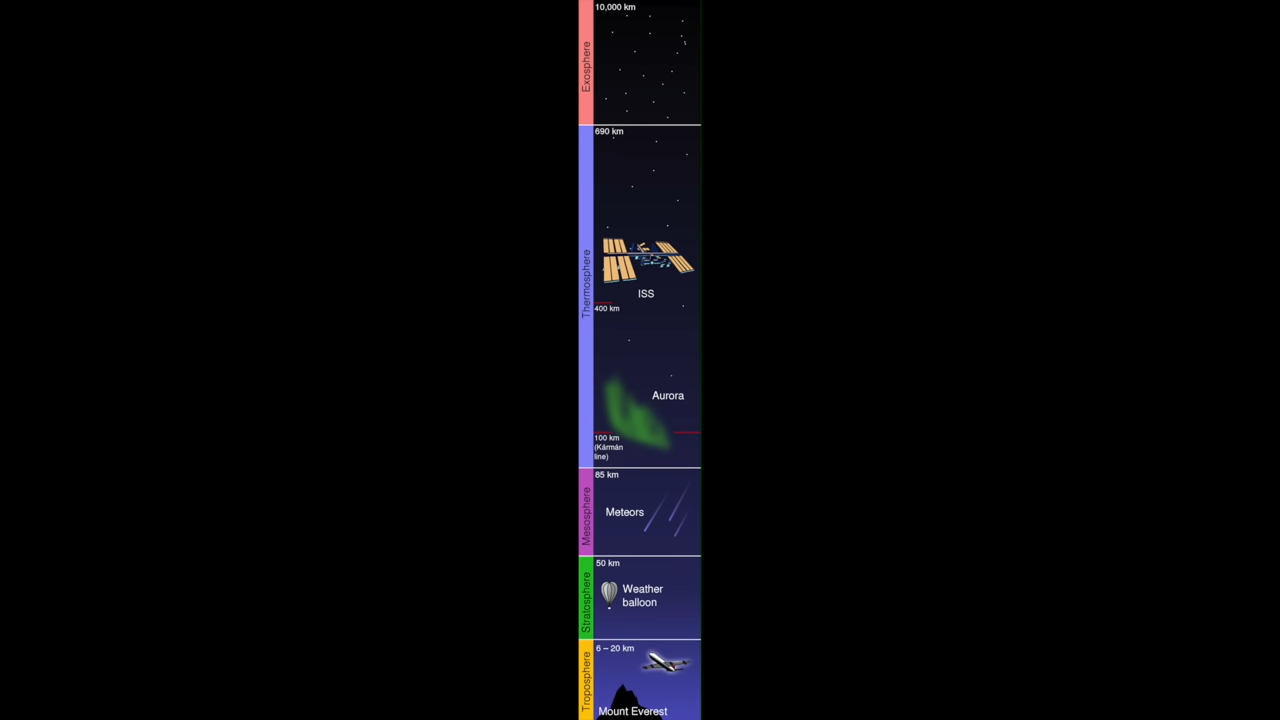 10,000 km
Exosphere
690 km
Thermosphere
ISS
400 km
Aurora
100 km
(Kármán
line)
85 km
Mesosphere
Meteors
50 km
Stratosphere
Weather
balloon
6 – 20 km
Troposphere
Mount Everest